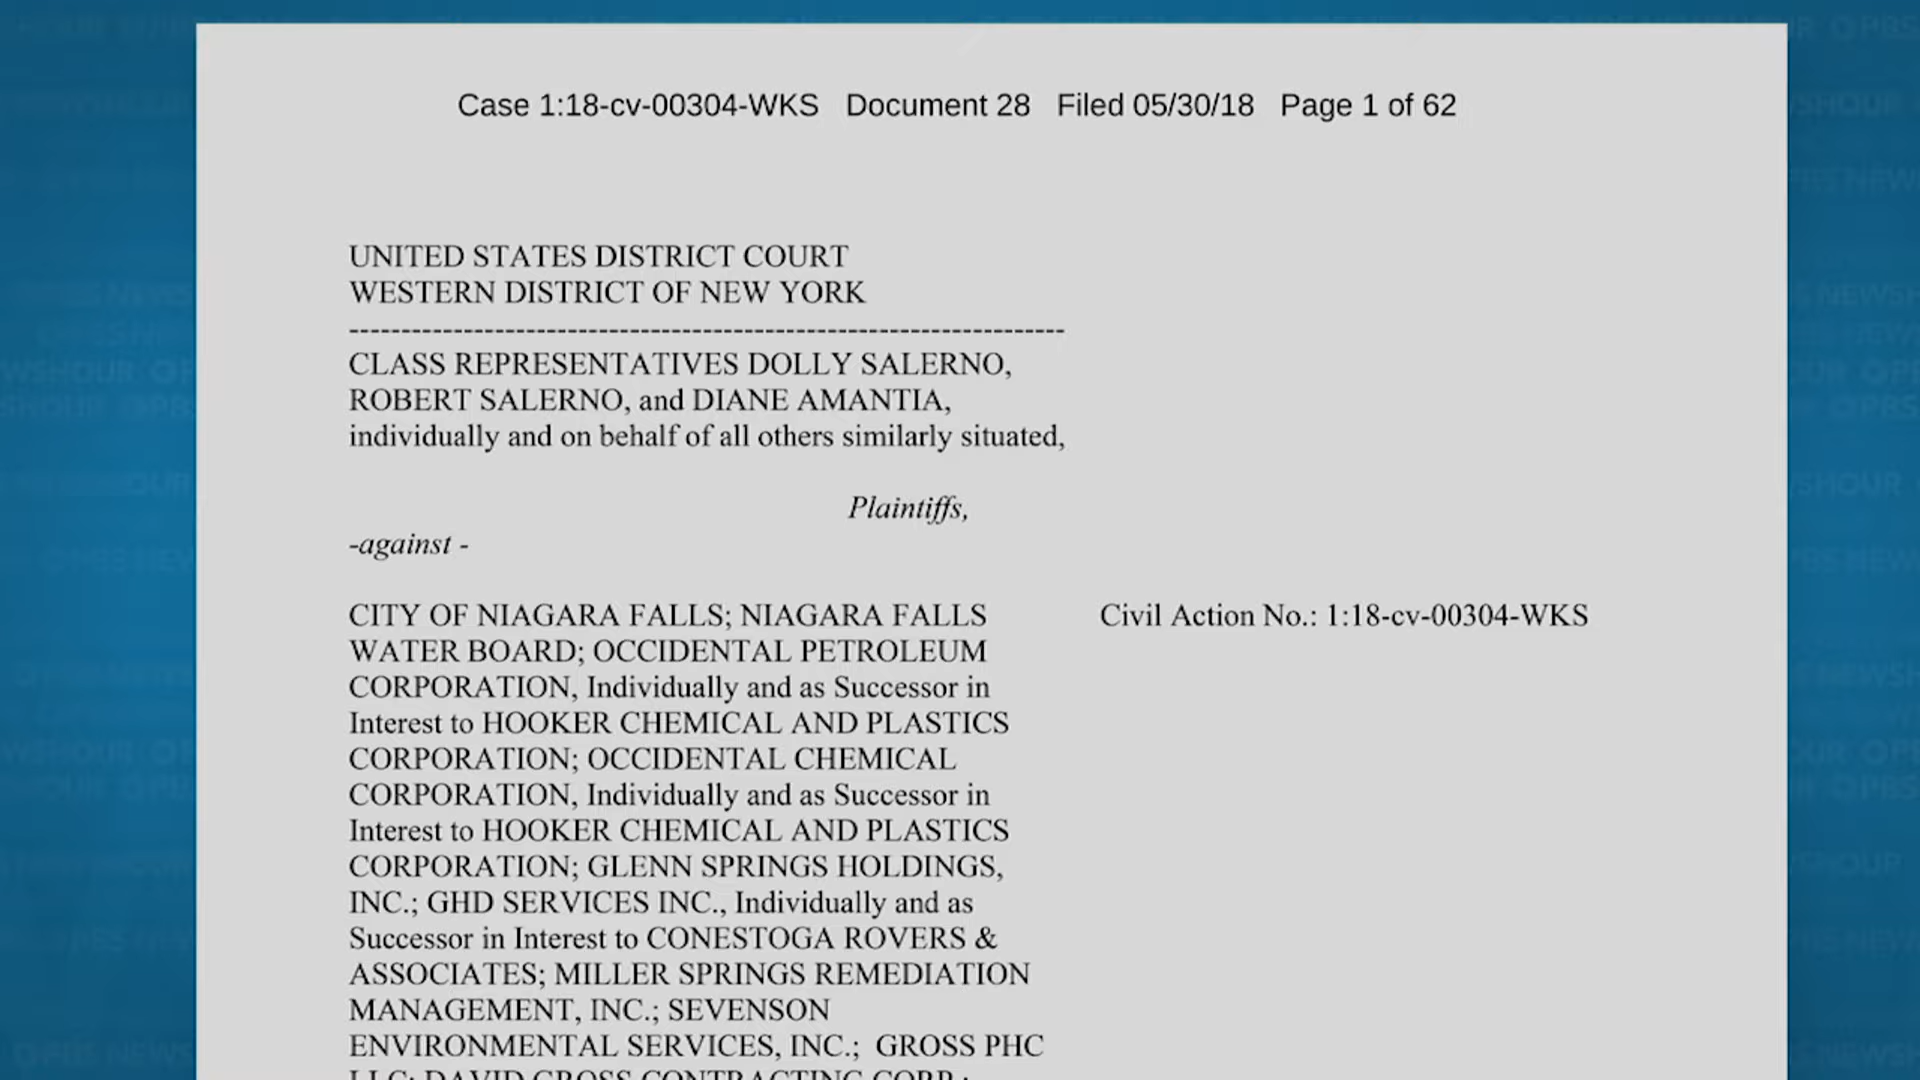 Case 1:18-cv-00304-WKS Document 28 Filed 05/30/18 Page 1 of 62
UNITED STATES DISTRICT COURT
WESTERN DISTRICT OF NEW YORK
--------------------------------------------------------------------
CLASS REPRESENTATIVES DOLLY SALERNO,
ROBERT SALERNO, and DIANE AMANTIA,
individually and on behalf of all others similarly situated,
Plaintiffs,
-against -
CITY OF NIAGARA FALLS; NIAGARA FALLS
WATER BOARD; OCCIDENTAL PETROLEUM
CORPORATION, Individually and as Successor in
Interest to HOOKER CHEMICAL AND PLASTICS
CORPORATION; OCCIDENTAL CHEMICAL
CORPORATION, Individually and as Successor in
Interest to HOOKER CHEMICAL AND PLASTICS
CORPORATION; GLENN SPRINGS HOLDINGS,
INC.; GHD SERVICES INC., Individually and as
Successor in Interest to CONESTOGA ROVERS &
ASSOCIATES; MILLER SPRINGS REMEDIATION
MANAGEMENT, INC.; SEVENSON
ENVIRONMENTAL SERVICES, INC.; GROSS PHC
LLC; DAVID GROSS CONTRACTING CORP.;
Civil Action No.: 1:18-cv-00304-WKS